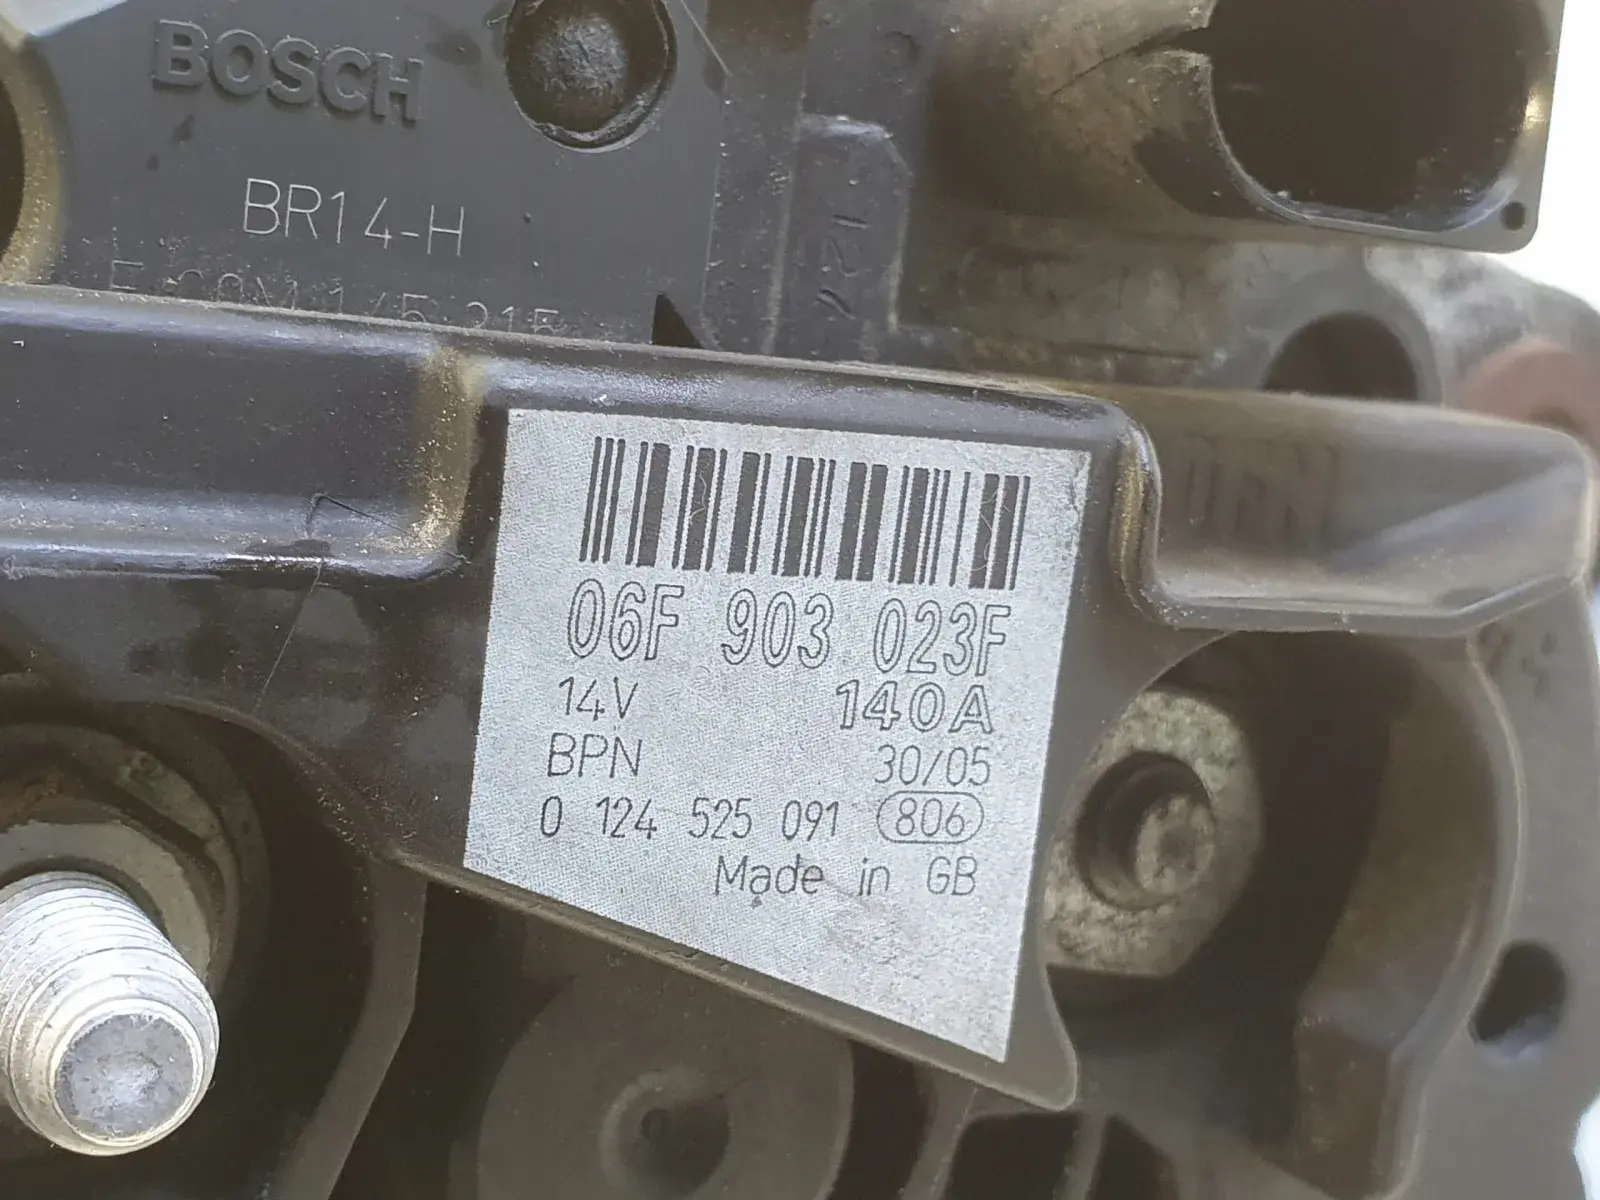 BOSCH
BR14-H
06F 903 023F
14V 140A
BPN 30/05
0 124 525 091 806
Made in GB